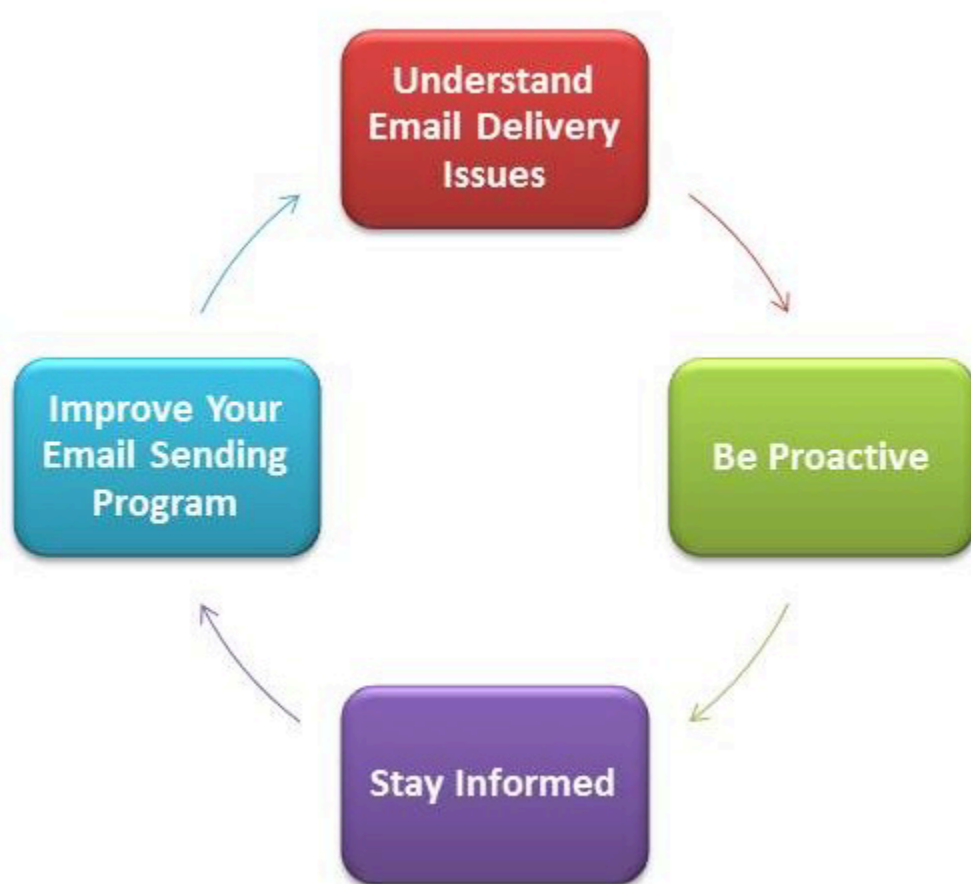 Understand
Email Delivery
Issues
Be Proactive
Stay Informed
Improve Your
Email Sending
Program